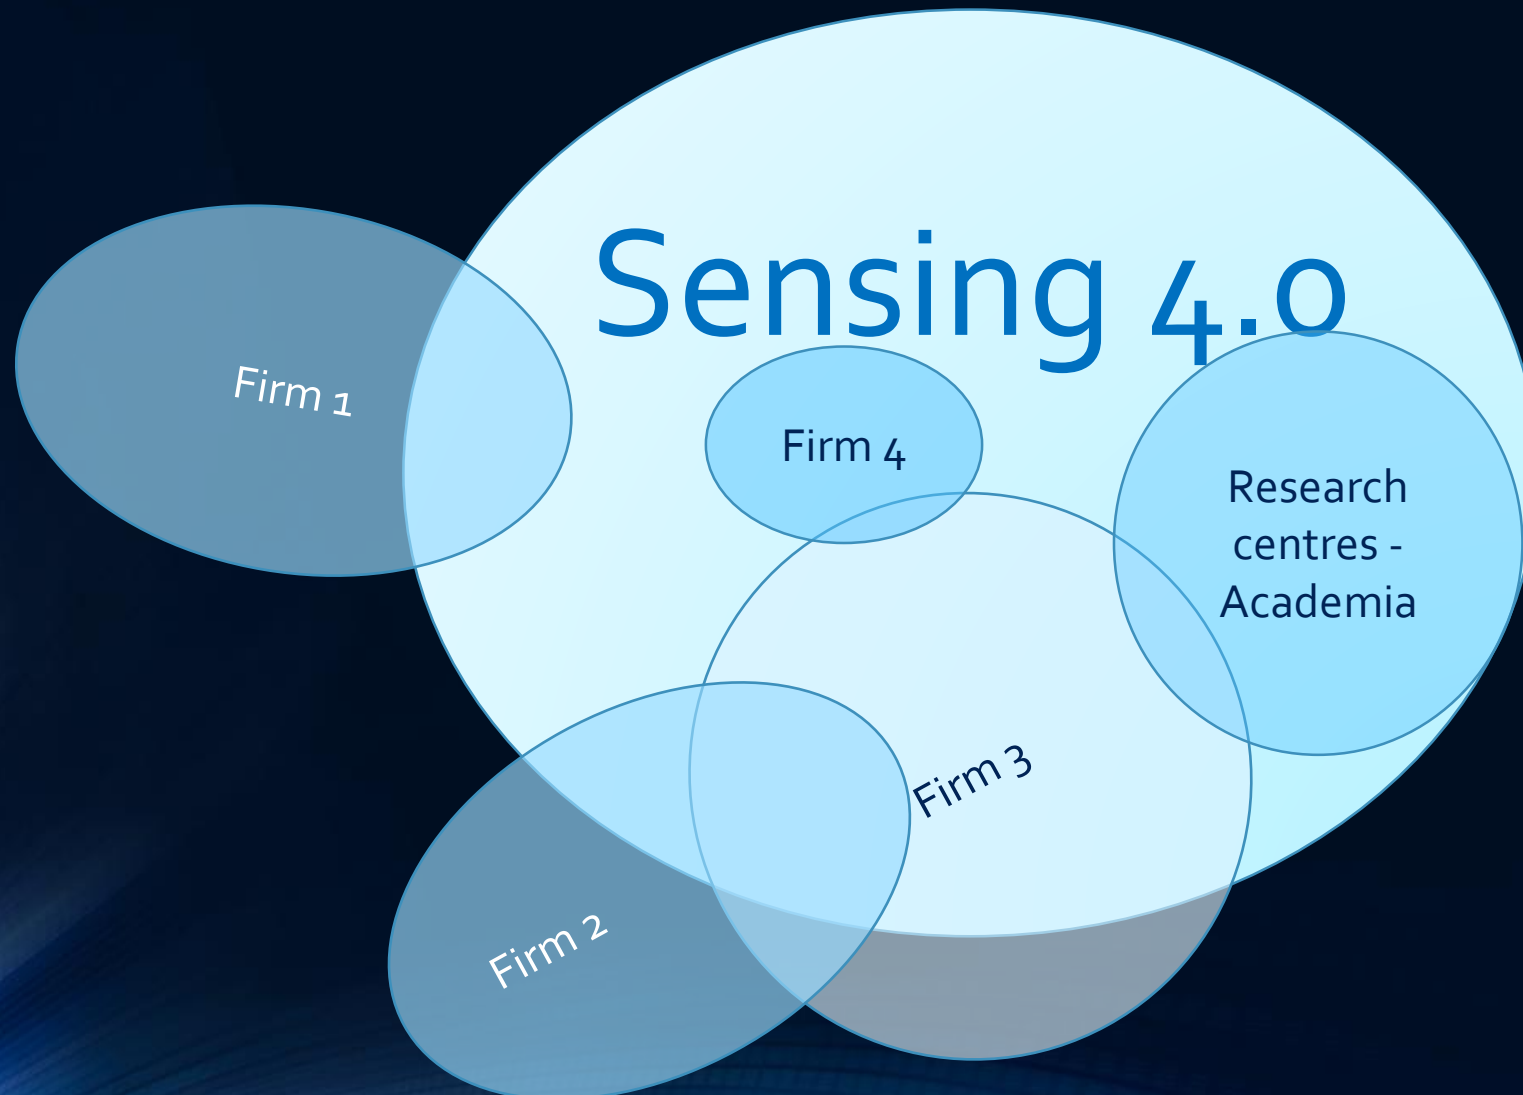 Sensing 4.0
Firm 1
Firm 4
Research
centres -
Academia
Firm 3
Firm 2